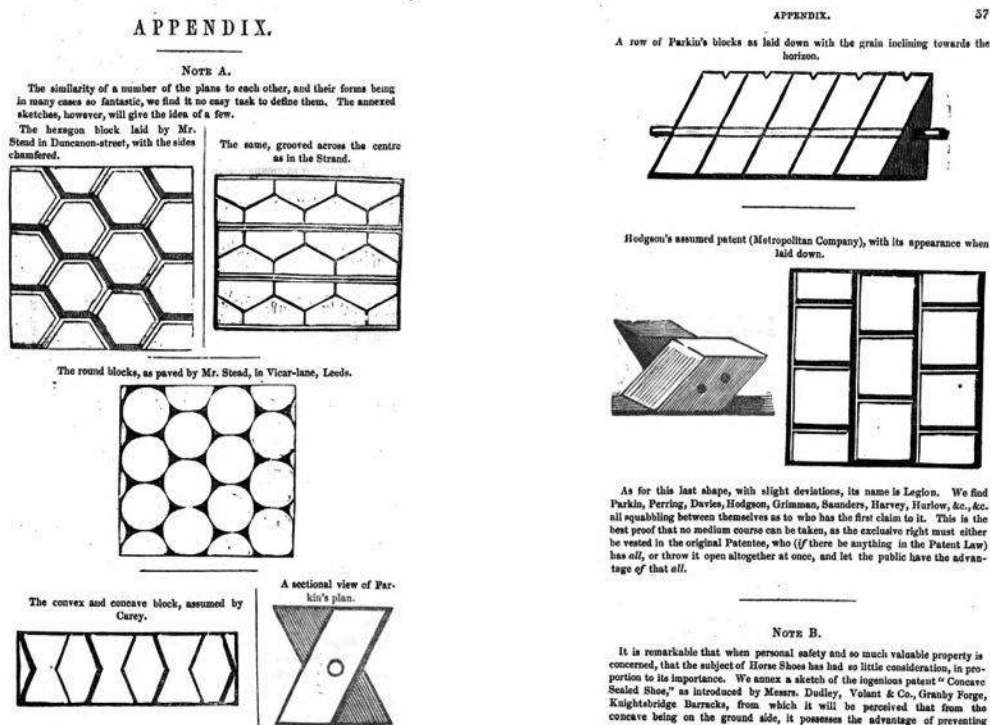 APPENDIX.
NOTE A.
The similarity of a number of the plans to each other, and their forms being
in many cases so fantastic, we find it no easy task to define them. The annexed
sketches, however, will give the idea of a few.
The hexagon block laid by Mr.
Stead in Duncanon-street, with the sides
chamfered.
The same, grooved across the centre
as in the Strand.
The round blocks, as paved by Mr. Stead, in Vicar-lane, Leeds.
The convex and concave block, assumed by
Carey.
A sectional view of Par-
kin's plan.
APPENDIX. 57
A row of Parkin's blocks as laid down with the grain inclining towards the
horizon.
Hodgson's assumed patent (Metropolitan Company), with its appearance when
laid down.
As for this last shape, with slight deviations, its name is Legion. We find
Parkin, Perring, Davies, Hodgson, Grimman, Saunders, Harvey, Hurlow, &c., &c.
all squabbling between themselves as to who has the first claim to it. This is the
best proof that no medium course can be taken, as the exclusive right must either
be vested in the original Patentee, who (if there be anything in the Patent Law)
has all, or throw it open altogether at once, and let the public have the advan-
tage of that all.
NOTE B.
It is remarkable that when personal safety and so much valuable property is
concerned, that the subject of Horse Shoes has had so little consideration, in pro-
portion to its importance. We annex a sketch of the ingenious patent "Concave
Sealed Shoe," as introduced by Messrs. Dudley, Volant & Co., Granby Forge,
Knightsbridge Barracks, from which it will be perceived that from the
concave being on the ground side, it possesses the advantage of preventing